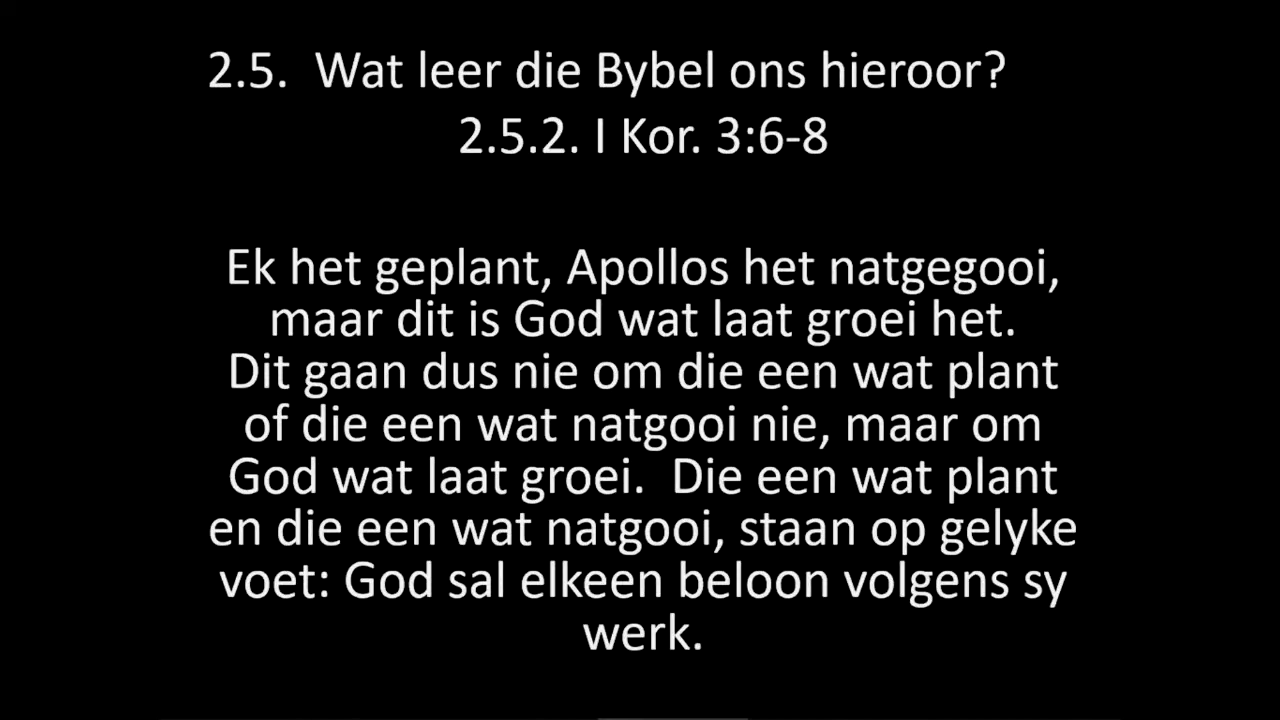 2.5.  Wat leer die Bybel ons hieroor?
2.5.2. I Kor. 3:6-8
Ek het geplant, Apollos het natgegooi,
maar dit is God wat laat groei het.
Dit gaan dus nie om die een wat plant
of die een wat natgooi nie, maar om
God wat laat groei.  Die een wat plant
en die een wat natgooi, staan op gelyke
voet: God sal elkeen beloon volgens sy
werk.